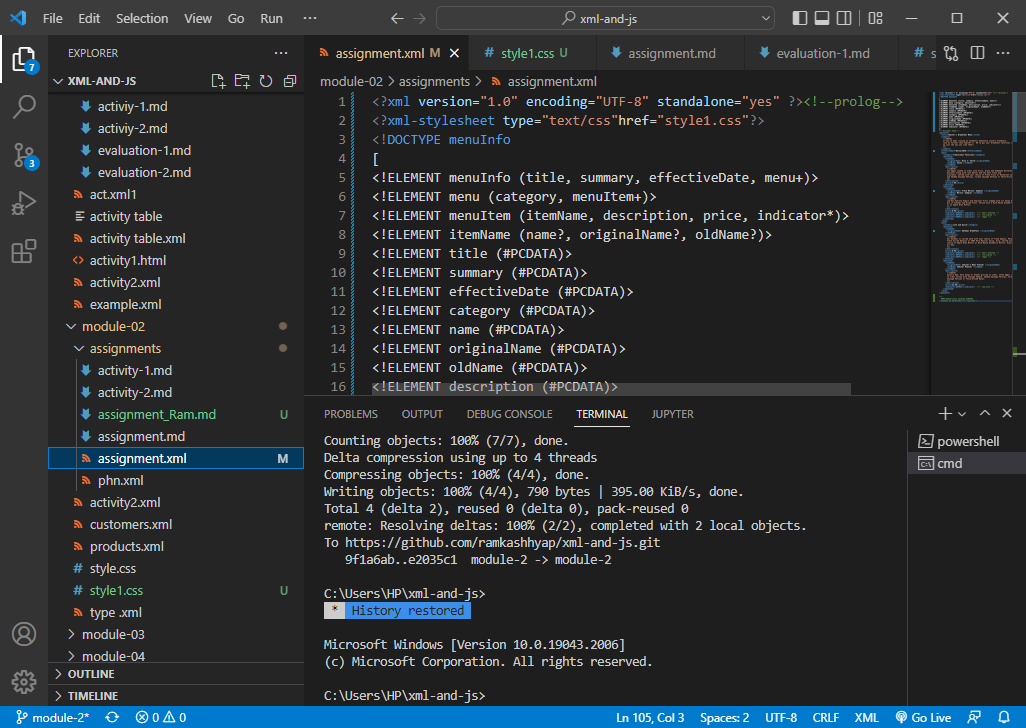 File Edit Selection View Go Run ··· xml-and-js
7
3
EXPLORER
XML-AND-JS
activiy-1.md
activiy-2.md
evaluation-1.md
evaluation-2.md
act.xml1
activity table
activity table.xml
activity1.html
activity2.xml
example.xml
module-02
assignments
activity-1.md
activity-2.md
assignment_Ram.md U
assignment.md
assignment.xml M
phn.xml
activity2.xml
customers.xml
products.xml
style.css
style1.css U
type .xml
module-03
module-04
OUTLINE
TIMELINE
assignment.xml M style1.css U assignment.md evaluation-1.md s
module-02 > assignments > assignment.xml
1 <?xml version="1.0" encoding="UTF-8" standalone="yes" ?><!--prolog-->
2 <?xml-stylesheet type="text/css"href="style1.css"?>
3 <!DOCTYPE menuInfo
4 [
5 <!ELEMENT menuInfo (title, summary, effectiveDate, menu+)>
6 <!ELEMENT menu (category, menuItem+)>
7 <!ELEMENT menuItem (itemName, description, price, indicator*)>
8 <!ELEMENT itemName (name?, originalName?, oldName?)>
9 <!ELEMENT title (#PCDATA)>
10 <!ELEMENT summary (#PCDATA)>
11 <!ELEMENT effectiveDate (#PCDATA)>
12 <!ELEMENT category (#PCDATA)>
13 <!ELEMENT name (#PCDATA)>
14 <!ELEMENT originalName (#PCDATA)>
15 <!ELEMENT oldName (#PCDATA)>
16 <!ELEMENT description (#PCDATA)>
PROBLEMS OUTPUT DEBUG CONSOLE TERMINAL JUPYTER
Counting objects: 100% (7/7), done.
Delta compression using up to 4 threads
Compressing objects: 100% (4/4), done.
Writing objects: 100% (4/4), 790 bytes | 395.00 KiB/s, done.
Total 4 (delta 2), reused 0 (delta 0), pack-reused 0
remote: Resolving deltas: 100% (2/2), completed with 2 local objects.
To https://github.com/ramkashhyap/xml-and-js.git
9f1a6ab..e2035c1 module-2 -> module-2
C:\Users\HP\xml-and-js>
* History restored
Microsoft Windows [Version 10.0.19043.2006]
(c) Microsoft Corporation. All rights reserved.
C:\Users\HP\xml-and-js>
powershell
cmd
module-2* 0 0 Ln 105, Col 3 Spaces: 2 UTF-8 CRLF XML Go Live